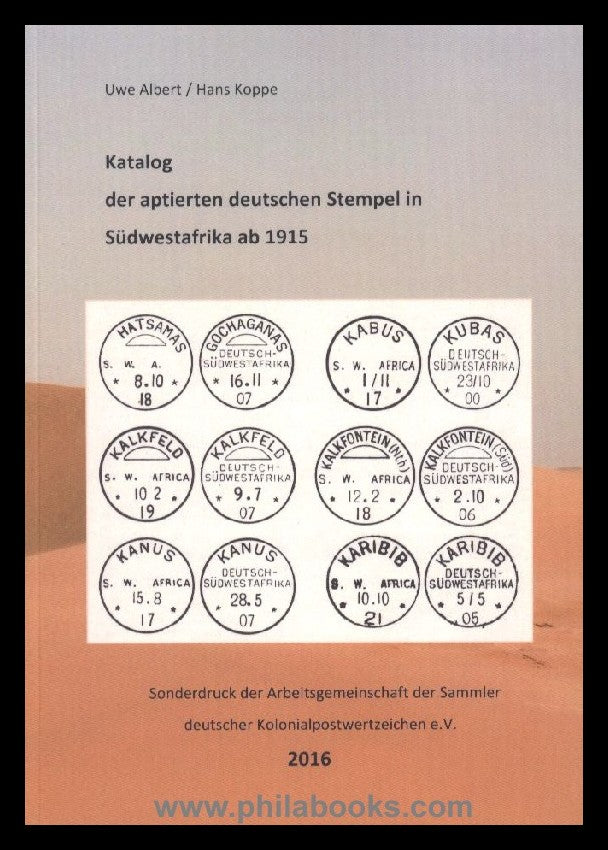 Uwe Albert / Hans Koppe
Katalog
der aptierten deutschen Stempel in
Südwestafrika ab 1915
HATSAMAS
S. W. A.
* 8.10 *
18
GOCHAGANAS
DEUTSCH-
SÜDWESTAFRIKA
* 16.11 *
07
KABUS
S. W. AFRICA
* 1/11 *
17
KUBAS
DEUTSCH-
SÜDWESTAFRIKA
23/10
00
KALKFELD
S. W. AFRICA
* 10 2 *
19
KALKFELD
DEUTSCH-
SÜDWESTAFRIKA
* 9.7 *
07
KALKFONTEIN (Nth)
S. W. AFRICA
* 12.2 *
18
KALKFONTEIN (Süd)
DEUTSCH-
SÜDWESTAFRIKA
* 2.10 *
06
KANUS
S. W. AFRICA
* 15.8 *
17
KANUS
DEUTSCH-
SÜDWESTAFRIKA
* 28.5 *
07
KARIBIB
S. W. AFRICA
* 10.10 *
21
KARIBIB
DEUTSCH-
SÜDWESTAFRIKA
* 5/5 *
05
Sonderdruck der Arbeitsgemeinschaft der Sammler
deutscher Kolonialpostwertzeichen e.V.
2016
www.philabooks.com